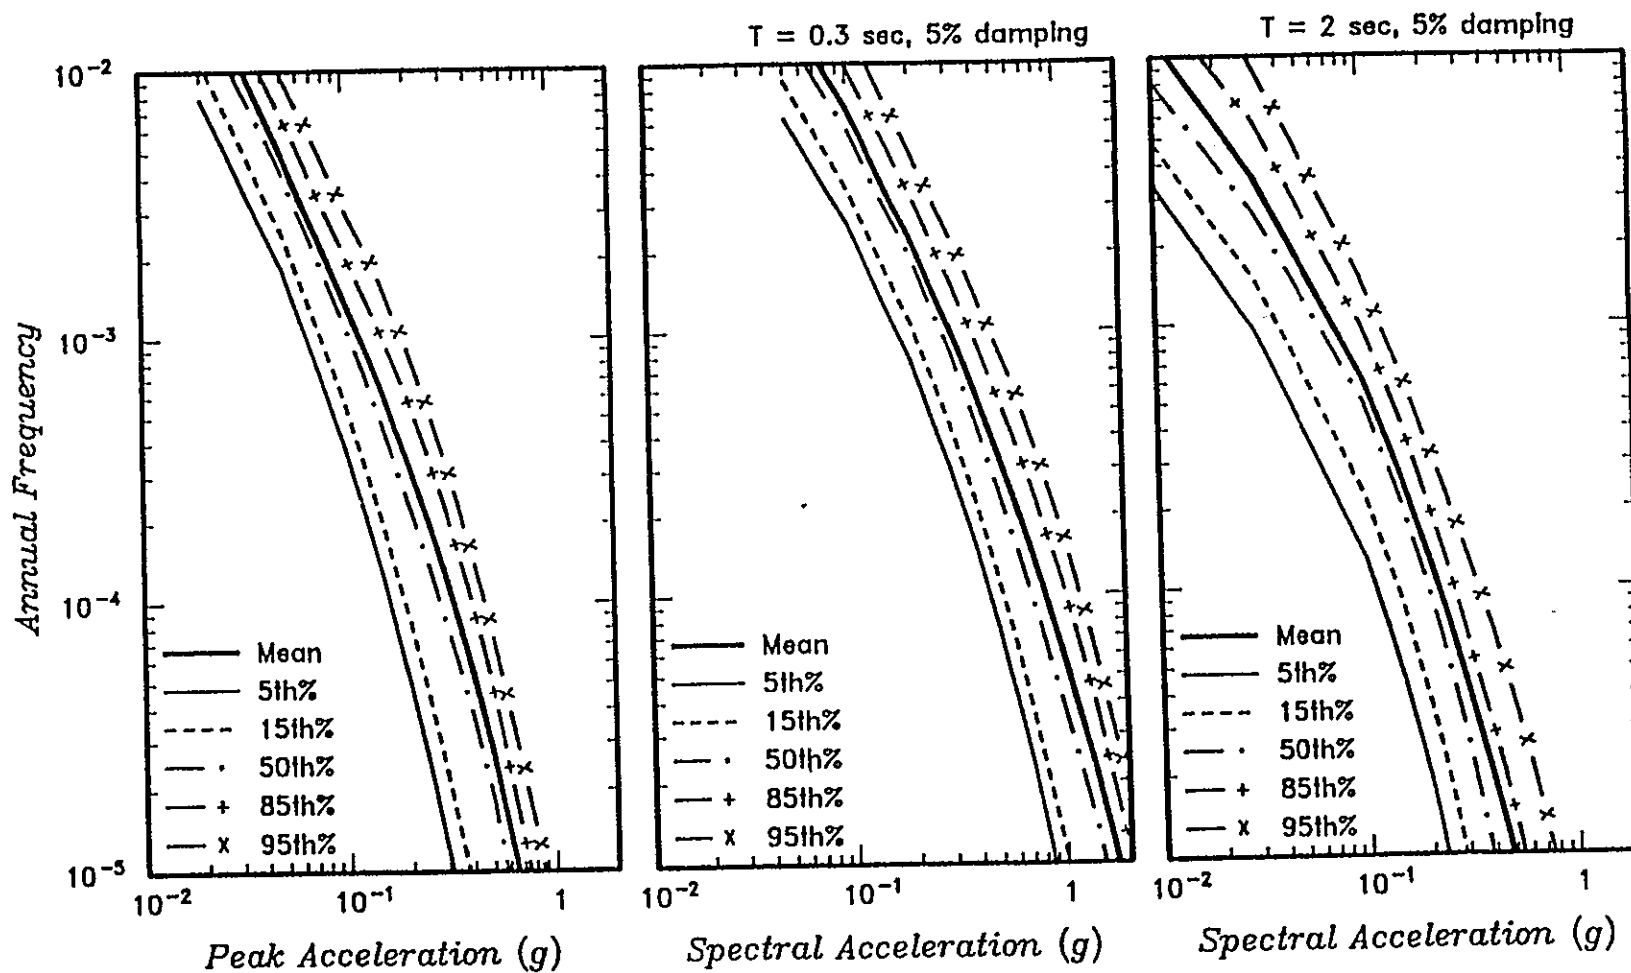 T = 0.3 sec, 5% damping
T = 2 sec, 5% damping
10⁻²
10⁻³
10⁻⁴
10⁻⁵
Annual Frequency
Mean
5th%
15th%
50th%
85th%
95th%
10⁻²
10⁻¹
1
Peak Acceleration (g)
Mean
5th%
15th%
50th%
85th%
95th%
10⁻²
10⁻¹
1
Spectral Acceleration (g)
Mean
5th%
15th%
50th%
85th%
95th%
10⁻²
10⁻¹
1
Spectral Acceleration (g)